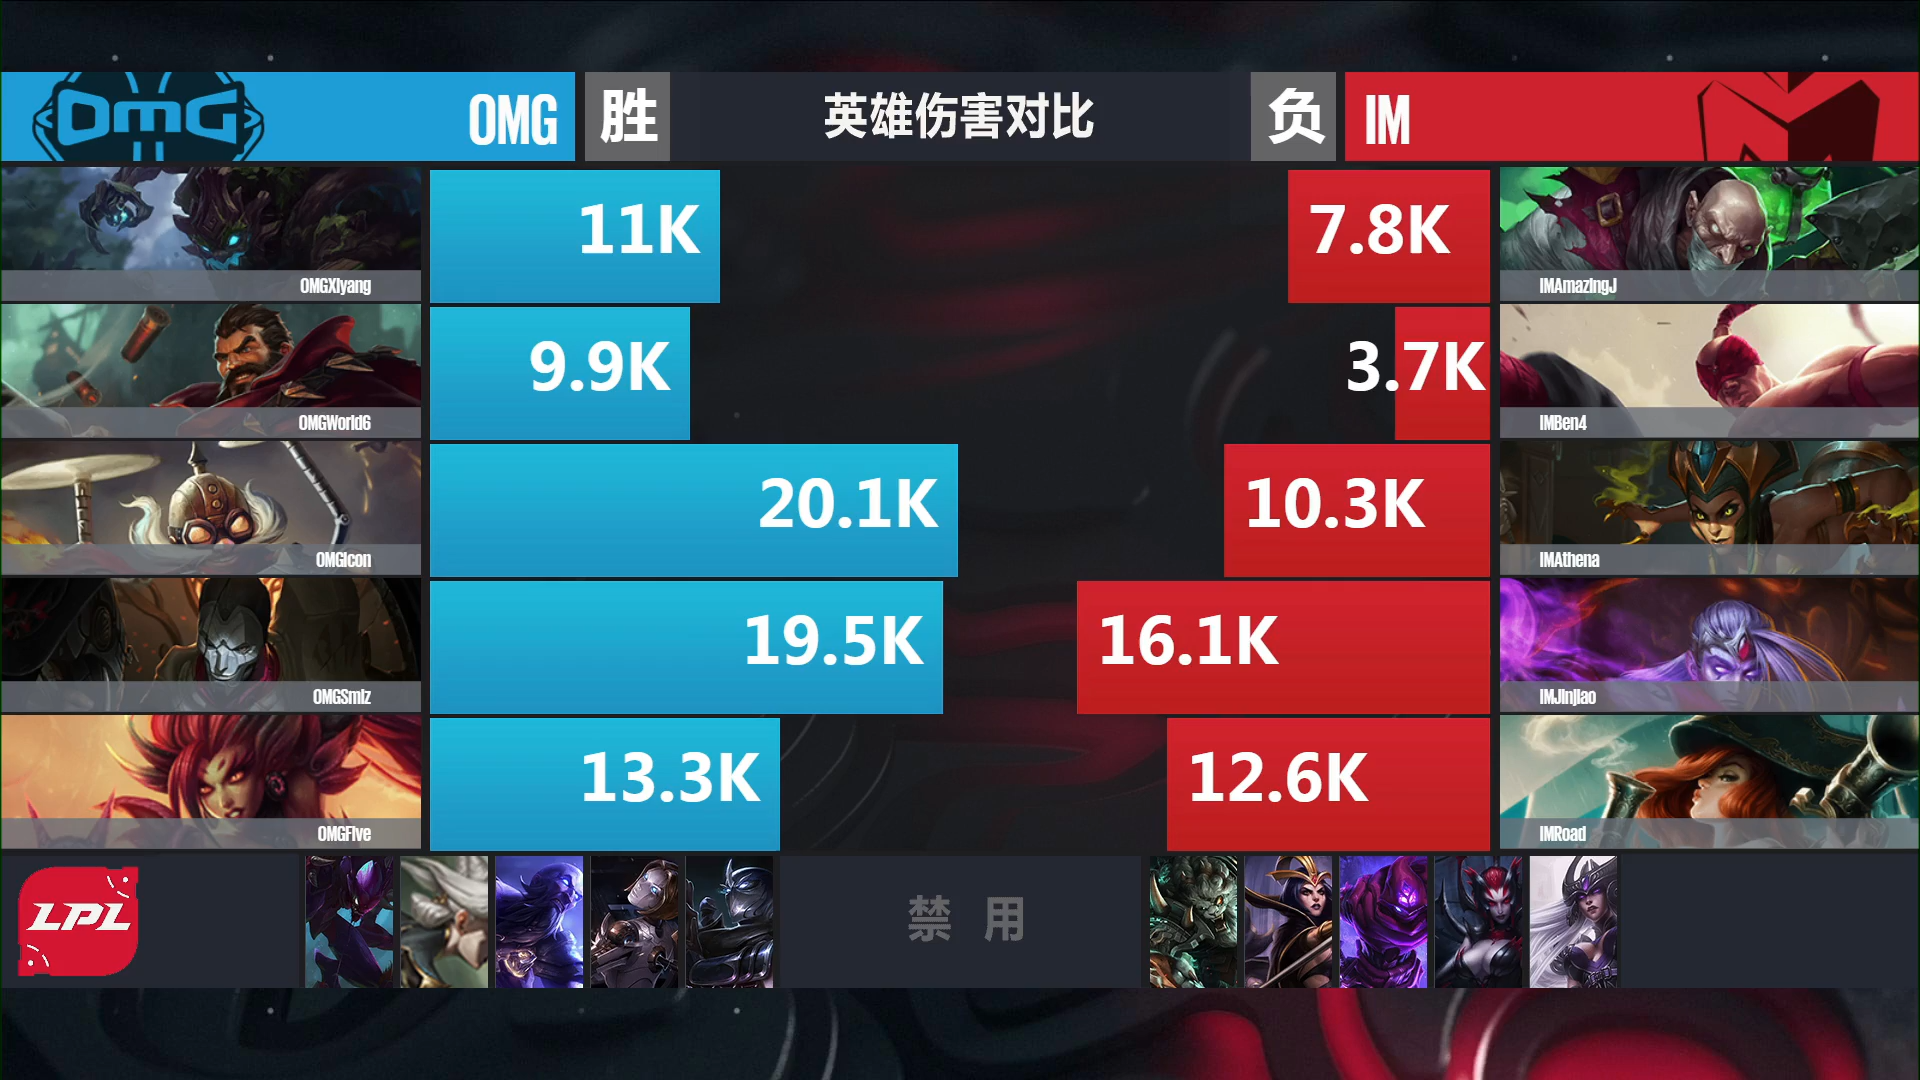 OMG
OMG
胜
英雄伤害对比
负
IM
OMGXiyang
11K
7.8K
IMAmazingJ
OMGWorld6
9.9K
3.7K
IMBen4
OMGIcon
20.1K
10.3K
IMAthena
OMGSmlz
19.5K
16.1K
IMJinjiao
OMGFive
13.3K
12.6K
IMRoad
LPL
禁 用